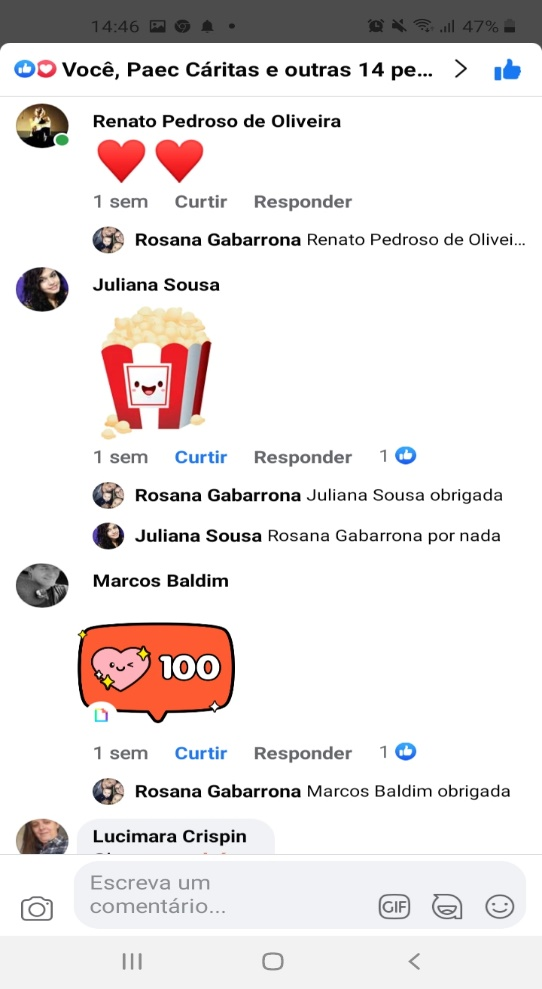 14:46
47%
Você, Paec Cáritas e outras 14 pe...
Renato Pedroso de Oliveira
1 sem Curtir Responder
Rosana Gabarrona Renato Pedroso de Olivei...
Juliana Sousa
1 sem Curtir Responder 1
Rosana Gabarrona Juliana Sousa obrigada
Juliana Sousa Rosana Gabarrona por nada
Marcos Baldim
100
1 sem Curtir Responder 1
Rosana Gabarrona Marcos Baldim obrigada
Lucimara Crispin
Escreva um
comentário...
GIF